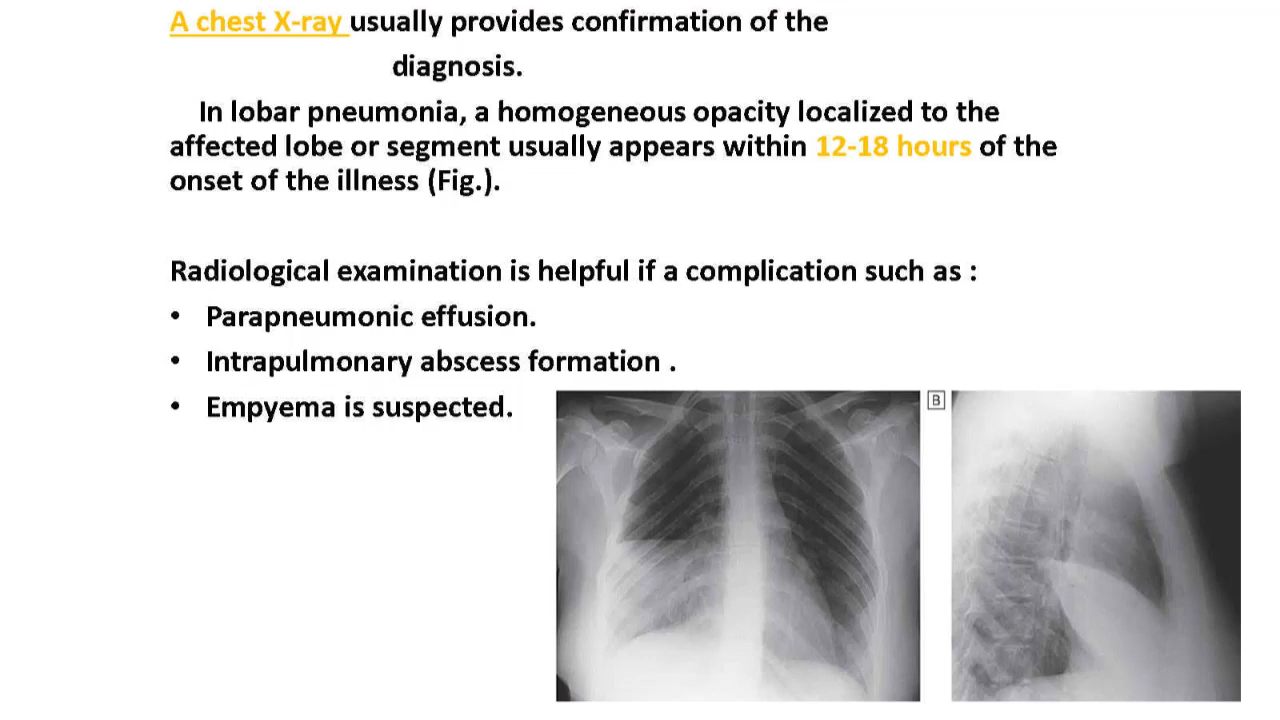 A chest X-ray usually provides confirmation of the
diagnosis.
In lobar pneumonia, a homogeneous opacity localized to the
affected lobe or segment usually appears within 12-18 hours of the
onset of the illness (Fig.).
Radiological examination is helpful if a complication such as :
• Parapneumonic effusion.
• Intrapulmonary abscess formation .
• Empyema is suspected.
B